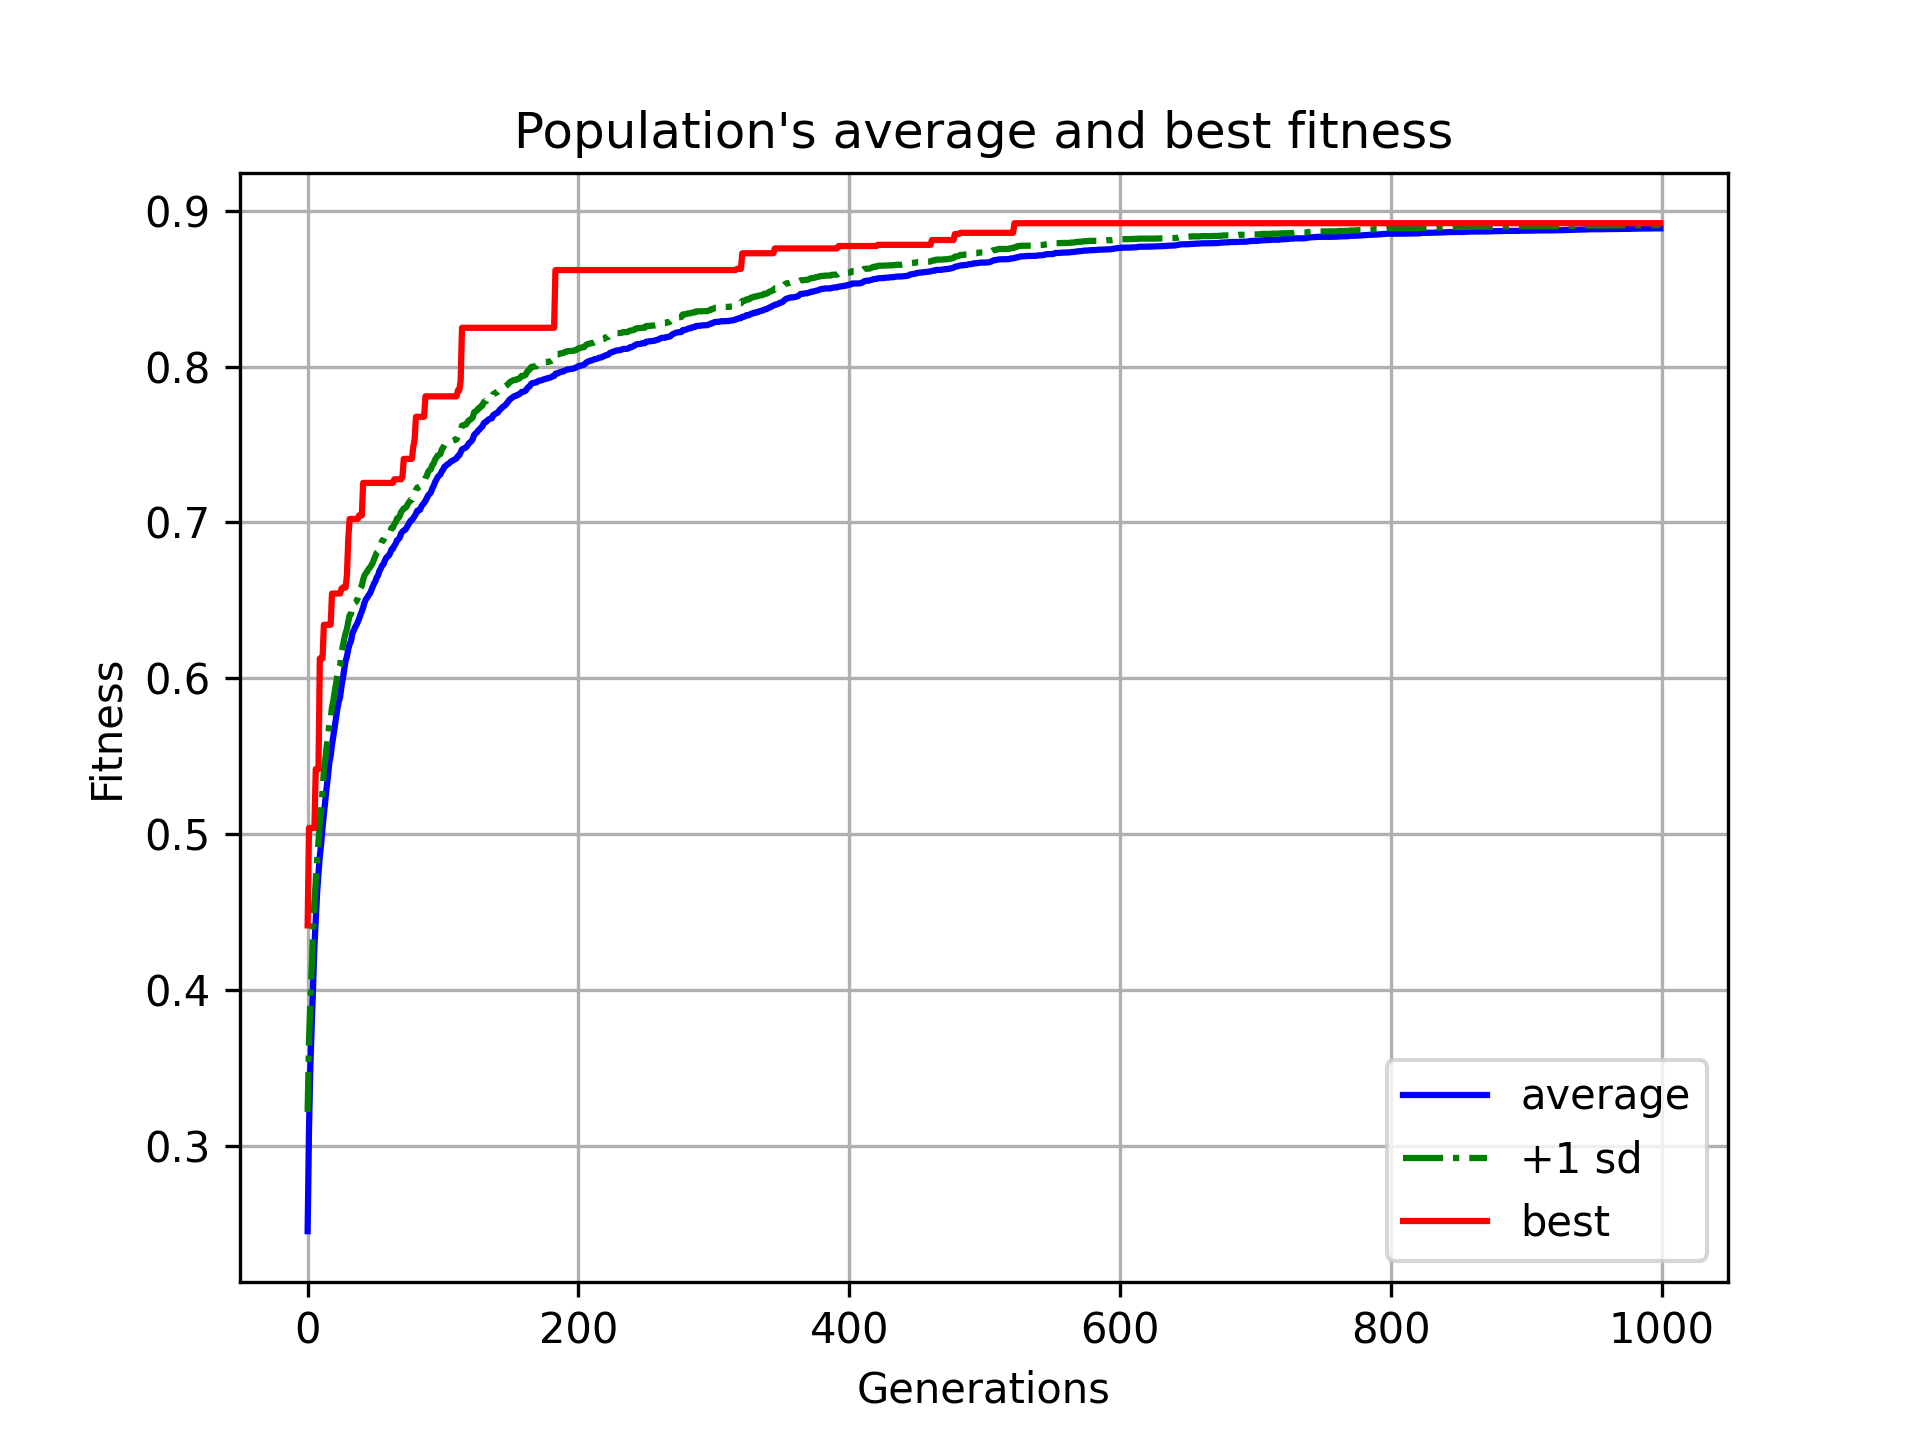 Population's average and best fitness
Fitness
0.9
0.8
0.7
0.6
0.5
0.4
0.3
average
+1 sd
best
0 200 400 600 800 1000
Generations